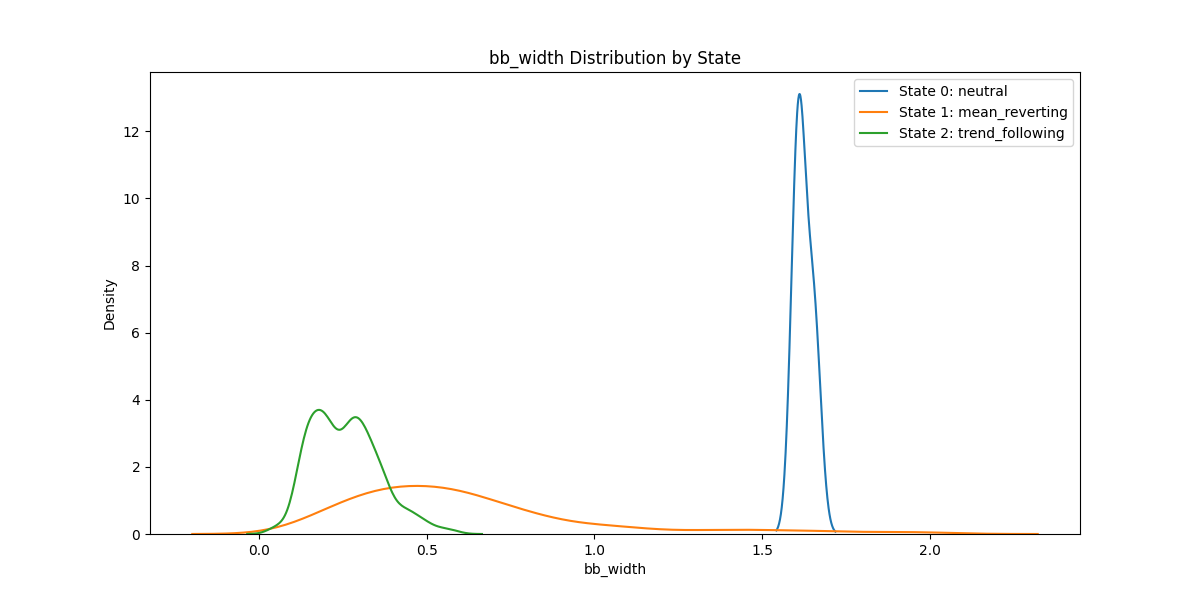 bb_width Distribution by State
State 0: neutral
State 1: mean_reverting
State 2: trend_following
Density
12
10
8
6
4
2
0
0.0 0.5 1.0 1.5 2.0
bb_width